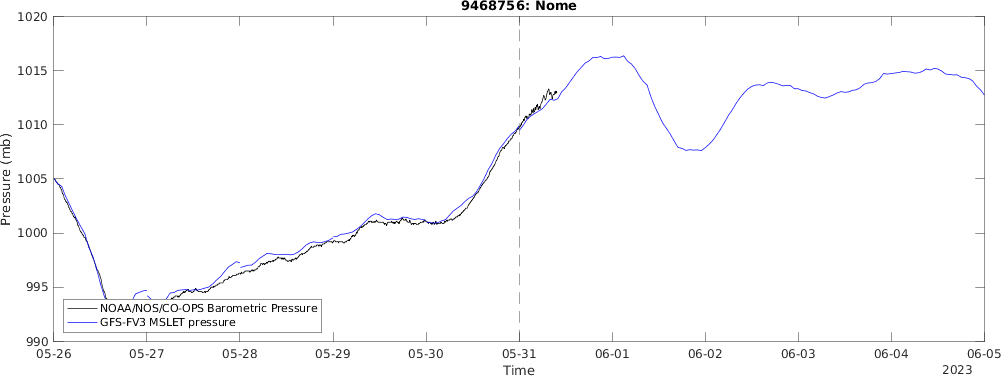 9468756: Nome
1020
1015
1010
1005
1000
995
990
Pressure (mb)
NOAA/NOS/CO-OPS Barometric Pressure
GFS-FV3 MSLET pressure
05-26 05-27 05-28 05-29 05-30 05-31 06-01 06-02 06-03 06-04 06-05
Time
2023